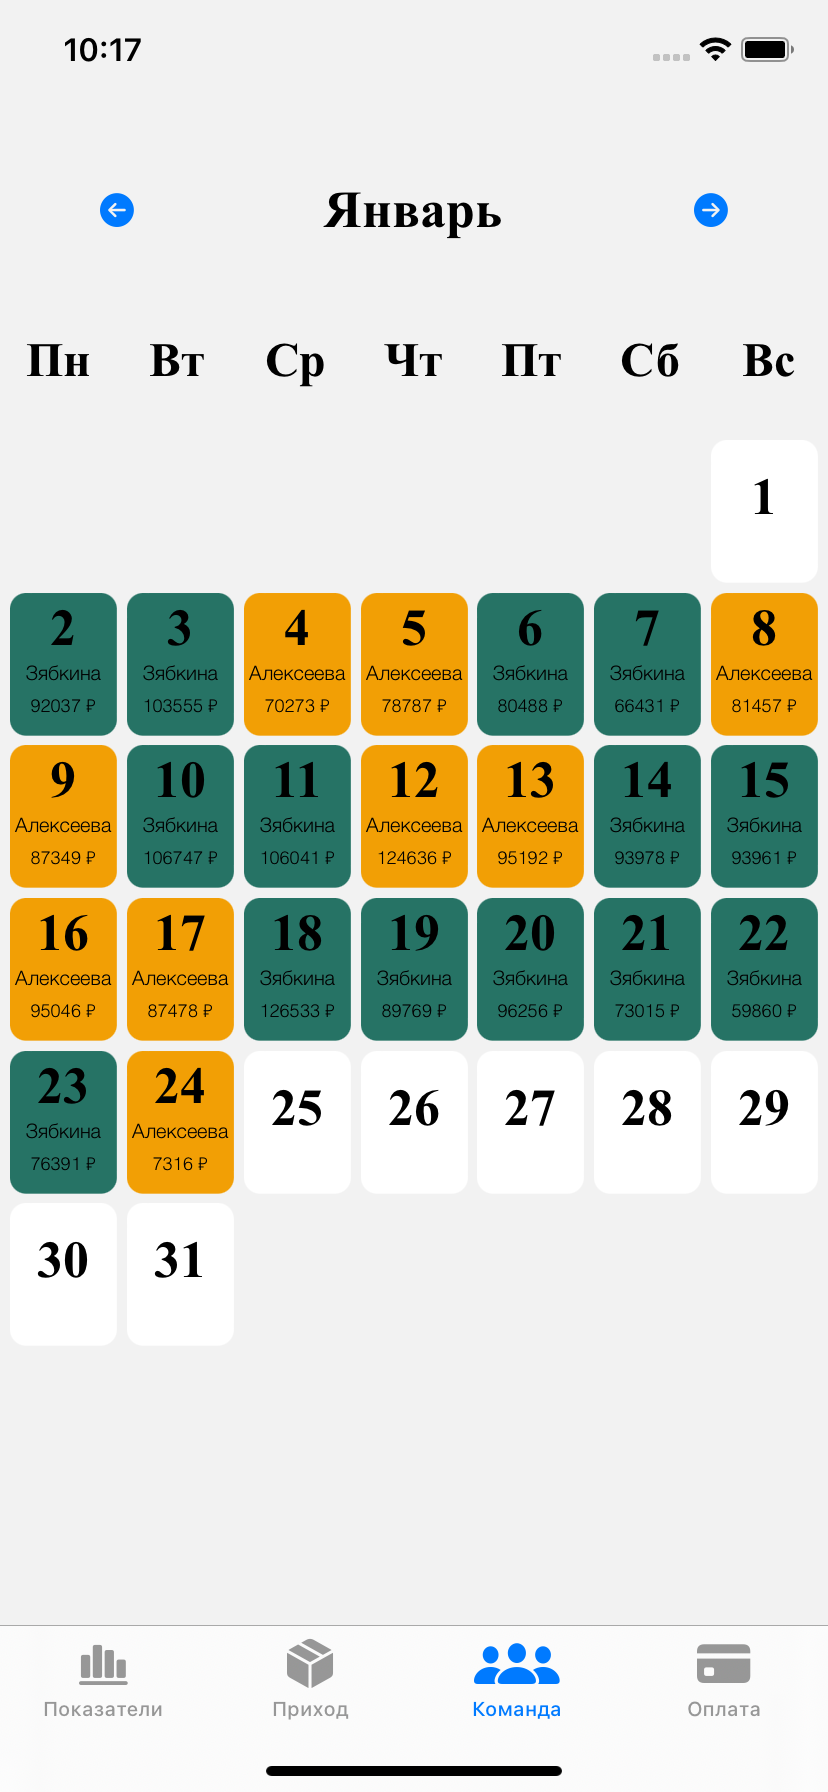 10:17
Январь
Пн Вт Ср Чт Пт Сб Вс
1
2 3 4 5 6 7 8
Зябкина Зябкина Алексеева Алексеева Зябкина Зябкина Алексеева
92037 ₽ 103555 ₽ 70273 ₽ 78787 ₽ 80488 ₽ 66431 ₽ 81457 ₽
9 10 11 12 13 14 15
Алексеева Зябкина Зябкина Алексеева Алексеева Зябкина Зябкина
87349 ₽ 106747 ₽ 106041 ₽ 124636 ₽ 95192 ₽ 93978 ₽ 93961 ₽
16 17 18 19 20 21 22
Алексеева Алексеева Зябкина Зябкина Зябкина Зябкина Зябкина
95046 ₽ 87478 ₽ 126533 ₽ 89769 ₽ 96256 ₽ 73015 ₽ 59860 ₽
23 24 25 26 27 28 29
Зябкина Алексеева
76391 ₽ 7316 ₽
30 31
Показатели Приход Команда Оплата